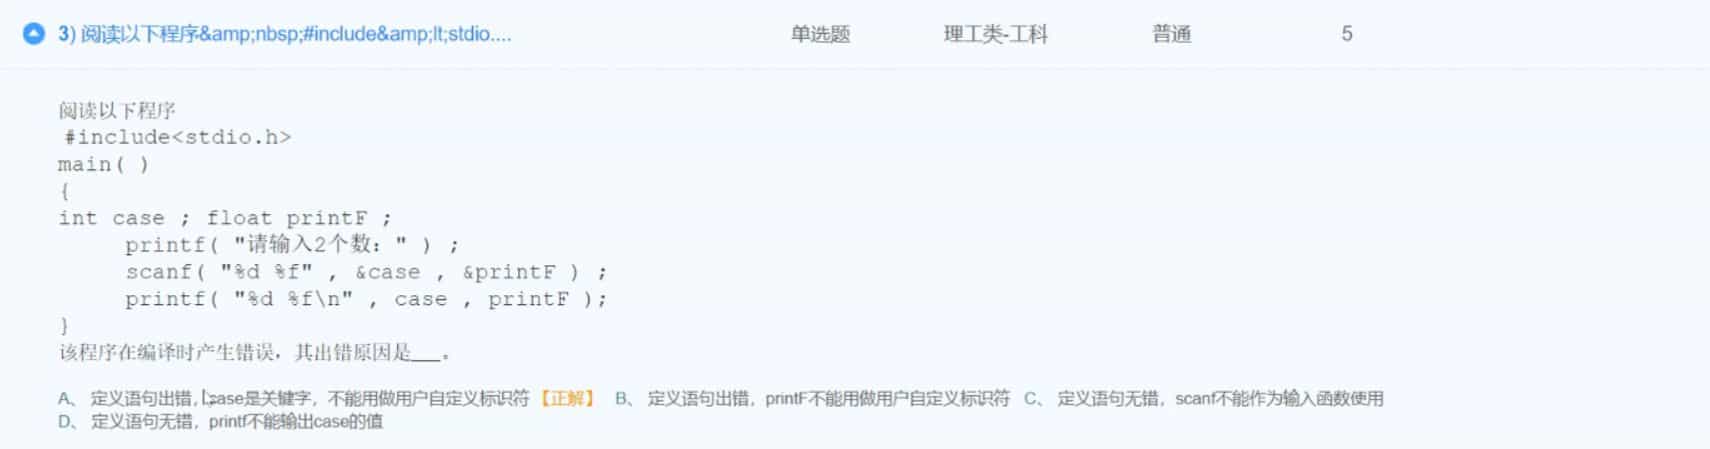 3) 阅读以下程序&amp;nbsp;#include&amp;lt;stdio.... 单选题 理工类-工科 普通 5
阅读以下程序
#include<stdio.h>
main( )
{
int case ; float printF ;
printf( "请输入2个数：" ) ;
scanf( "%d %f" , &case , &printF ) ;
printf( "%d %f\n" , case , printF );
}
该程序在编译时产生错误，其出错原因是___。
A、 定义语句出错，case是关键字，不能用做用户自定义标识符【正解】 B、 定义语句出错，printF不能用做用户自定义标识符 C、 定义语句无错，scanf不能作为输入函数使用
D、 定义语句无错，printf不能输出case的值